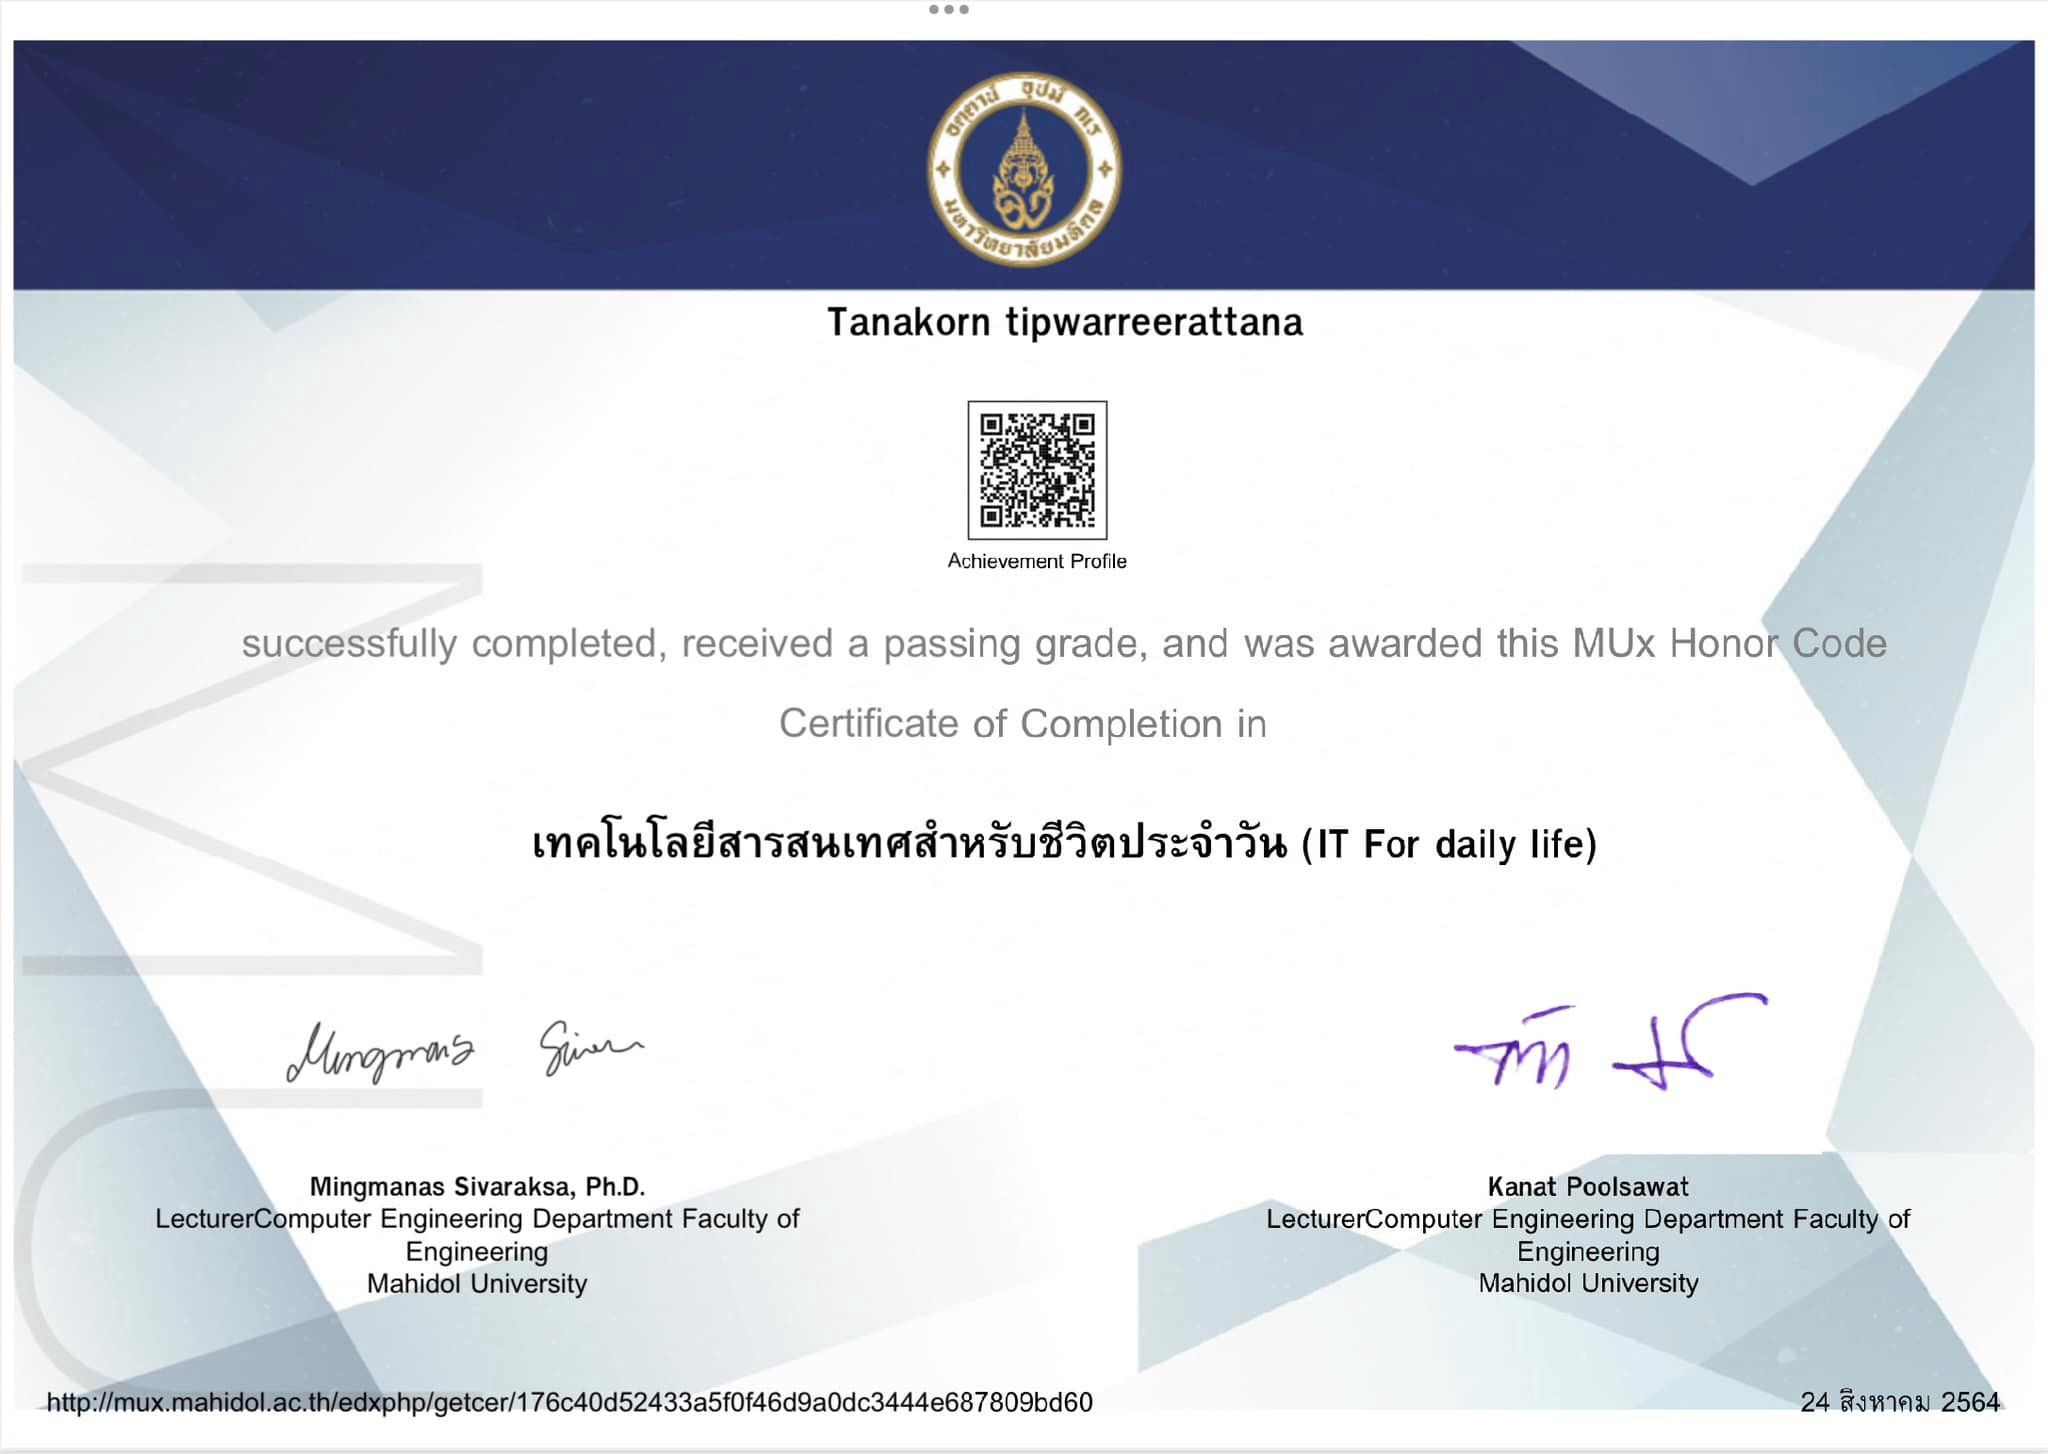 อตฺตานํ อุปมํ กเร
มหาวิทยาลัยมหิดล
Tanakorn tipwarreerattana
Achievement Profile
successfully completed, received a passing grade, and was awarded this MUx Honor Code
Certificate of Completion in
เทคโนโลยีสารสนเทศสำหรับชีวิตประจำวัน (IT For daily life)
Mingmanas Sivaraksa, Ph.D.
LecturerComputer Engineering Department Faculty of
Engineering
Mahidol University
Kanat Poolsawat
LecturerComputer Engineering Department Faculty of
Engineering
Mahidol University
http://mux.mahidol.ac.th/edxphp/getcer/176c40d52433a5f0f46d9a0dc3444e687809bd60
24 สิงหาคม 2564